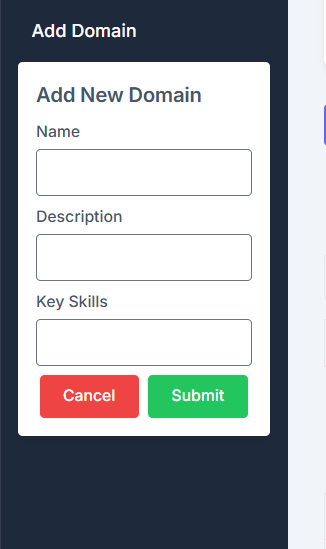 Add Domain
Add New Domain
Name
Description
Key Skills
Cancel Submit